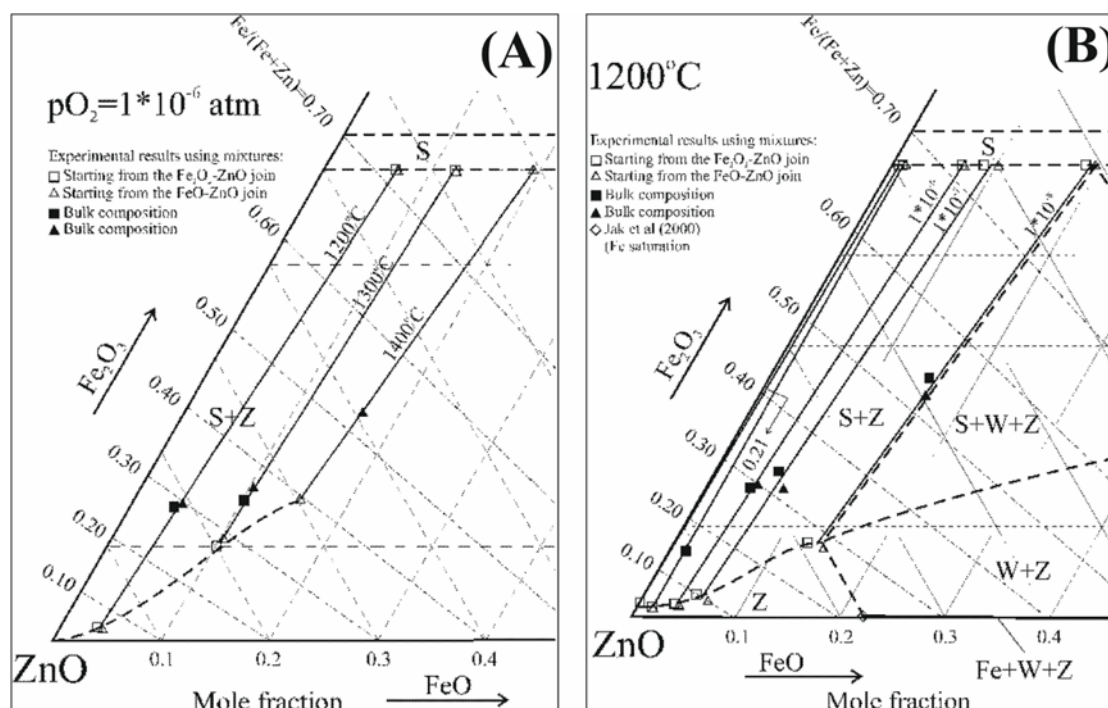 (A)
Fe/(Fe+Zn)=0.70
pO₂=1*10⁻⁶ atm
S
Experimental results using mixtures:
Starting from the Fe₂O₃-ZnO join
Starting from the FeO-ZnO join
Bulk composition
Bulk composition
0.60
1200°C
1300°C
1400°C
0.50
Fe₂O₃
0.40
S+Z
0.30
0.20
0.10
ZnO
0.1
0.2
0.3
0.4
Mole fraction
FeO
(B)
Fe/(Fe+Zn)=0.70
1200°C
S
Experimental results using mixtures:
Starting from the Fe₂O₃-ZnO join
Starting from the FeO-ZnO join
Bulk composition
Bulk composition
Jak et al (2000)
(Fe saturation
0.60
1*10⁻⁷
1*10⁻⁸
0.50
Fe₂O₃
0.40
S+Z
S+W+Z
0.30
0.21
0.20
0.10
W+Z
Z
ZnO
0.1
0.2
0.3
0.4
FeO
Fe+W+Z
Mole fraction